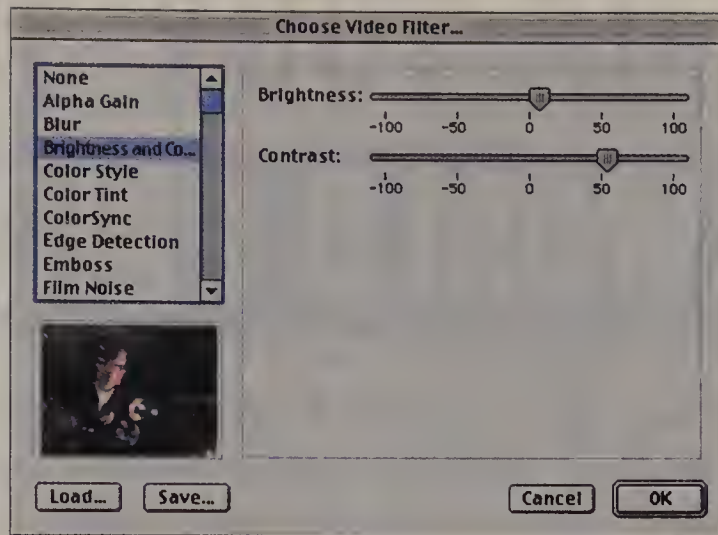 Choose Video Filter...
None
Alpha Gain
Blur
Brightness and Co...
Color Style
Color Tint
ColorSync
Edge Detection
Emboss
Film Noise
Brightness:
-100 -50 0 50 100
Contrast:
-100 -50 0 50 100
Load... Save... Cancel OK